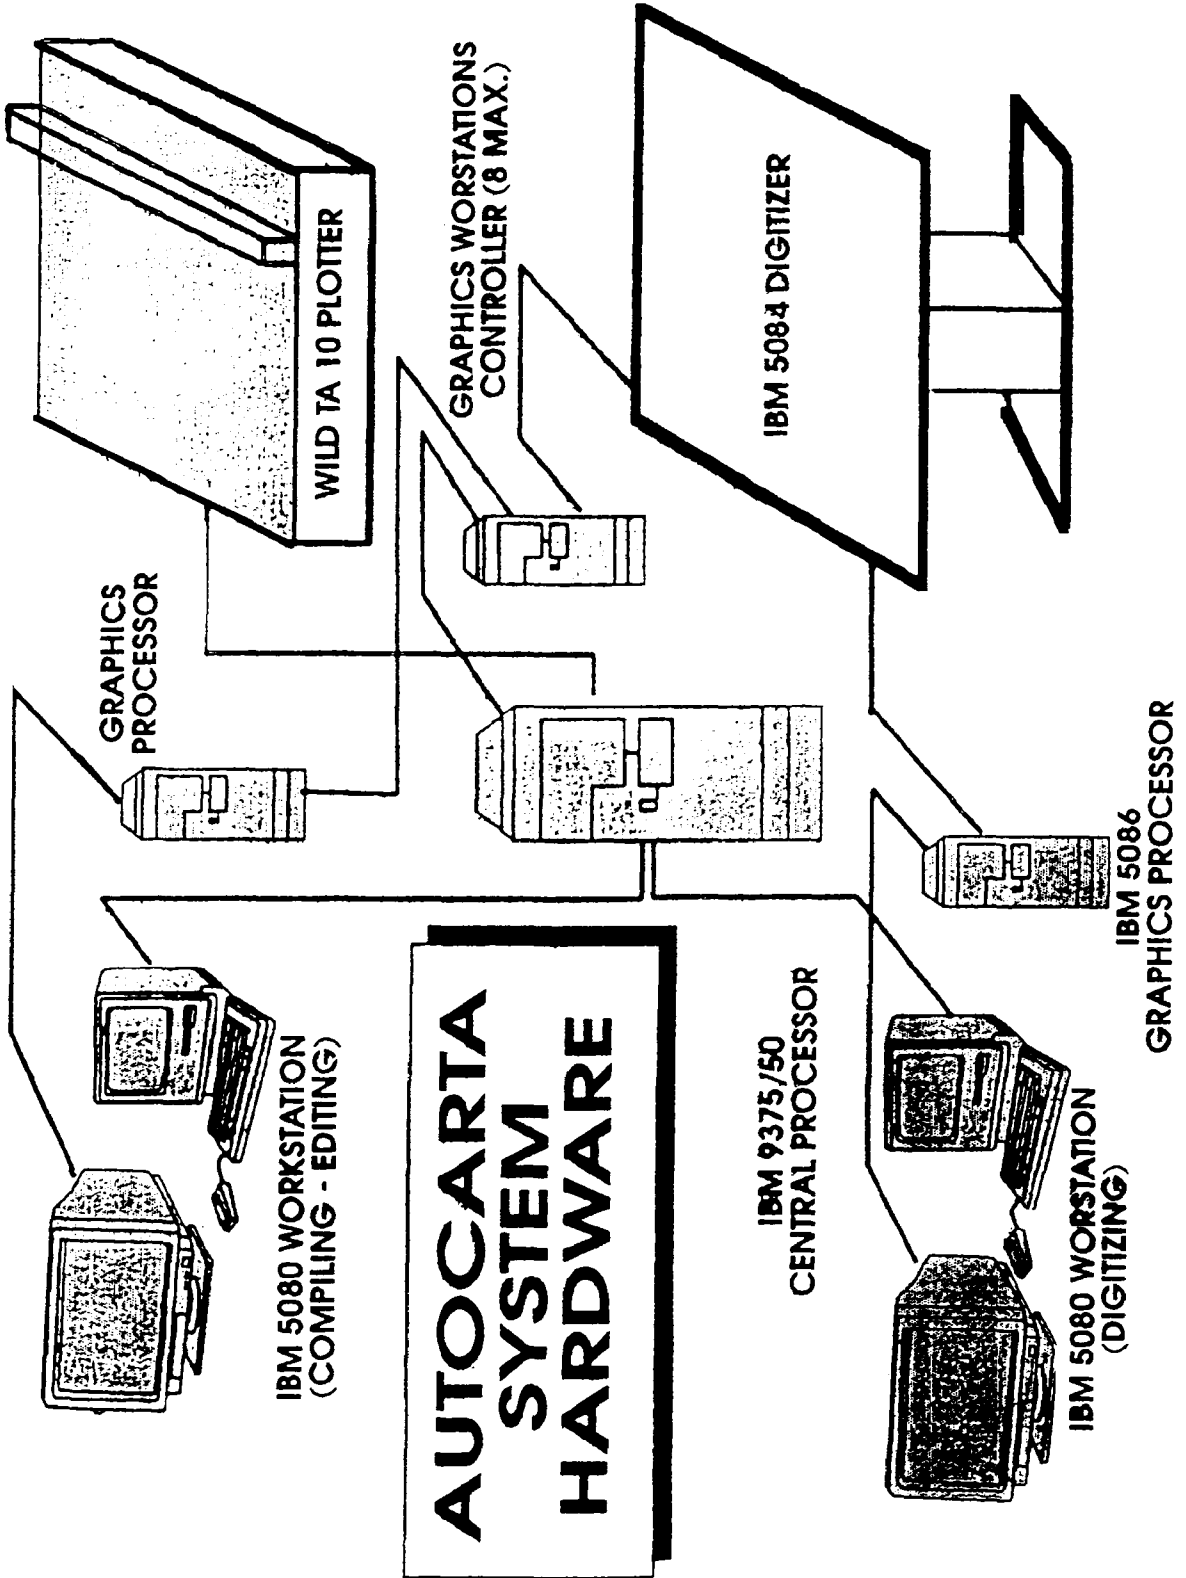 AUTOCARTA
SYSTEM
HARDWARE
IBM 5080 WORKSTATION
(COMPILING - EDITING)
GRAPHICS
PROCESSOR
WILD TA 10 PLOTTER
GRAPHICS WORSTATIONS
CONTROLLER (8 MAX.)
IBM 9375/50
CENTRAL PROCESSOR
IBM 5084 DIGITIZER
IBM 5080 WORSTATION
(DIGITIZING)
IBM 5086
GRAPHICS PROCESSOR